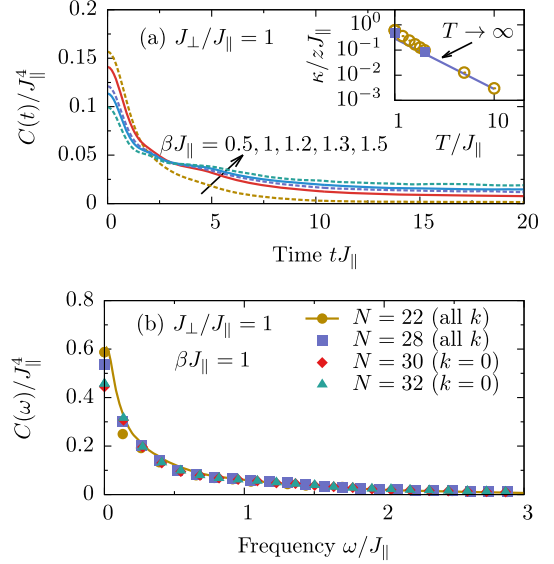 (a) J⊥/J∥ = 1
C(t)/J∥⁴
0.2
0.15
0.1
0.05
0
βJ∥ = 0.5, 1, 1.2, 1.3, 1.5
0 5 10 15 20
Time tJ∥
κ/zJ∥
10⁰
10⁻¹
10⁻²
10⁻³
T → ∞
1 10
T/J∥
(b) J⊥/J∥ = 1
βJ∥ = 1
C(ω)/J∥⁴
0.8
0.6
0.4
0.2
0
N = 22 (all k)
N = 28 (all k)
N = 30 (k = 0)
N = 32 (k = 0)
0 1 2 3
Frequency ω/J∥